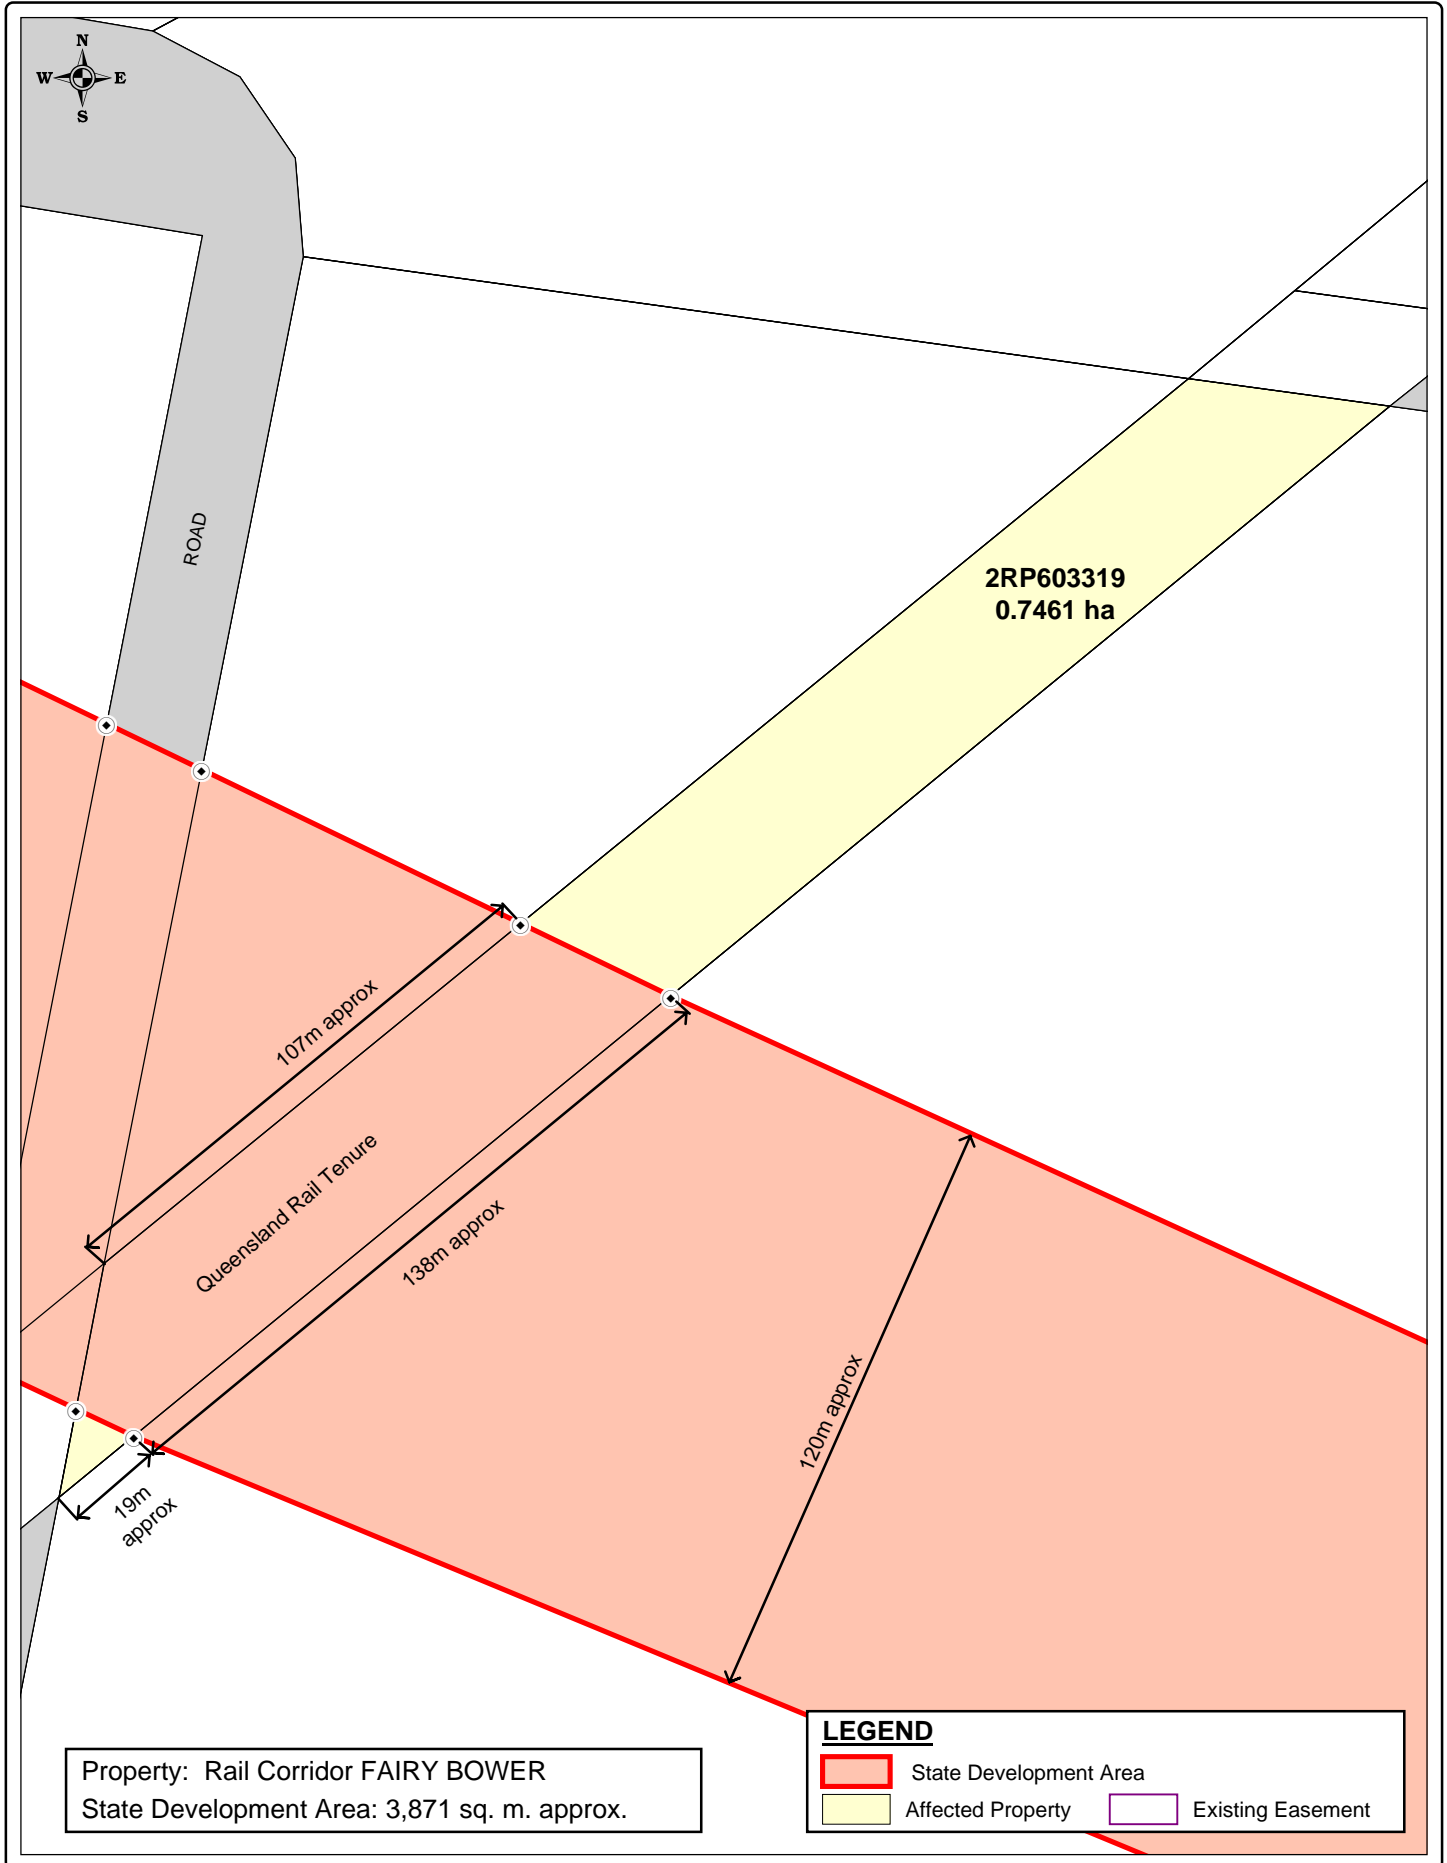 N
W E
S
ROAD
2RP603319
0.7461 ha
107m approx
Queensland Rail Tenure
138m approx
120m approx
19m
approx
Property: Rail Corridor FAIRY BOWER
State Development Area: 3,871 sq. m. approx.
LEGEND
State Development Area
Affected Property
Existing Easement